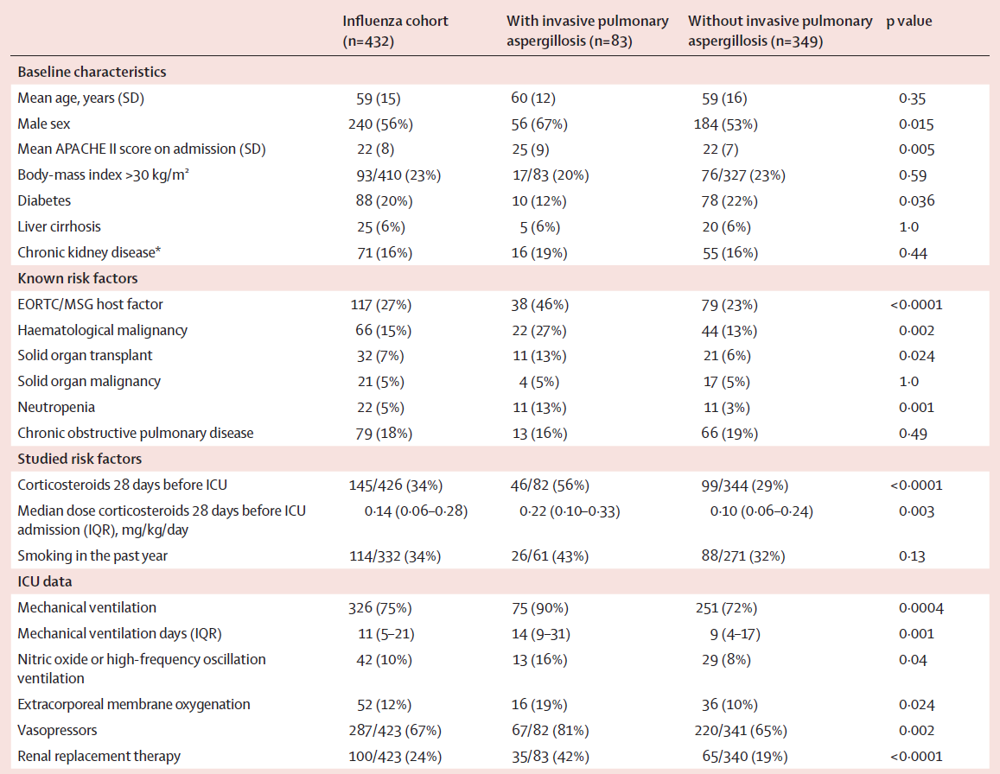 Influenza cohort With invasive pulmonary Without invasive pulmonary p value
(n=432) aspergillosis (n=83) aspergillosis (n=349)
Baseline characteristics
Mean age, years (SD) 59 (15) 60 (12) 59 (16) 0·35
Male sex 240 (56%) 56 (67%) 184 (53%) 0·015
Mean APACHE II score on admission (SD) 22 (8) 25 (9) 22 (7) 0·005
Body-mass index >30 kg/m² 93/410 (23%) 17/83 (20%) 76/327 (23%) 0·59
Diabetes 88 (20%) 10 (12%) 78 (22%) 0·036
Liver cirrhosis 25 (6%) 5 (6%) 20 (6%) 1·0
Chronic kidney disease* 71 (16%) 16 (19%) 55 (16%) 0·44
Known risk factors
EORTC/MSG host factor 117 (27%) 38 (46%) 79 (23%) <0·0001
Haematological malignancy 66 (15%) 22 (27%) 44 (13%) 0·002
Solid organ transplant 32 (7%) 11 (13%) 21 (6%) 0·024
Solid organ malignancy 21 (5%) 4 (5%) 17 (5%) 1·0
Neutropenia 22 (5%) 11 (13%) 11 (3%) 0·001
Chronic obstructive pulmonary disease 79 (18%) 13 (16%) 66 (19%) 0·49
Studied risk factors
Corticosteroids 28 days before ICU 145/426 (34%) 46/82 (56%) 99/344 (29%) <0·0001
Median dose corticosteroids 28 days before ICU 0·14 (0·06–0·28) 0·22 (0·10–0·33) 0·10 (0·06–0·24) 0·003
admission (IQR), mg/kg/day
Smoking in the past year 114/332 (34%) 26/61 (43%) 88/271 (32%) 0·13
ICU data
Mechanical ventilation 326 (75%) 75 (90%) 251 (72%) 0·0004
Mechanical ventilation days (IQR) 11 (5–21) 14 (9–31) 9 (4–17) 0·001
Nitric oxide or high-frequency oscillation 42 (10%) 13 (16%) 29 (8%) 0·04
ventilation
Extracorporeal membrane oxygenation 52 (12%) 16 (19%) 36 (10%) 0·024
Vasopressors 287/423 (67%) 67/82 (81%) 220/341 (65%) 0·002
Renal replacement therapy 100/423 (24%) 35/83 (42%) 65/340 (19%) <0·0001